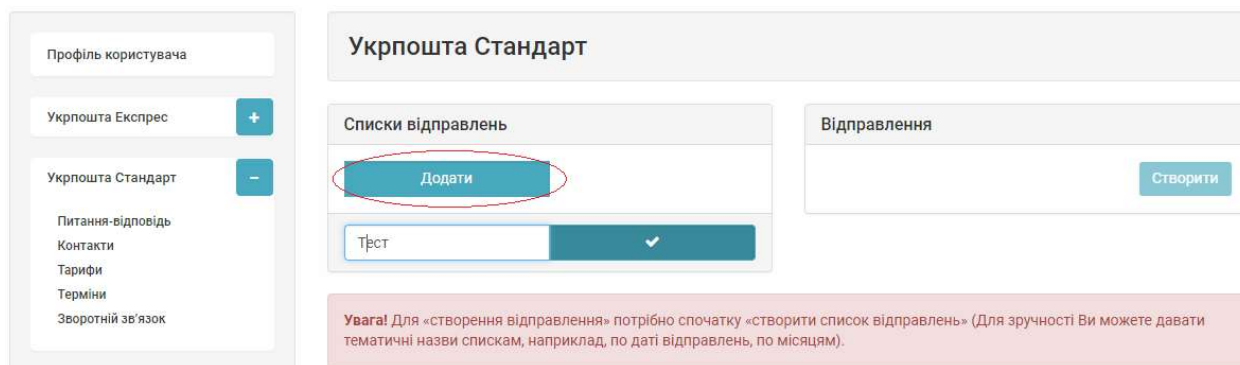 Профіль користувача
Укрпошта Експрес
+
Укрпошта Стандарт
–
Питання-відповідь
Контакти
Тарифи
Терміни
Зворотній зв'язок
Укрпошта Стандарт
Списки відправлень
Додати
Тест
Відправлення
Створити
Увага! Для «створення відправлення» потрібно спочатку «створити список відправлень» (Для зручності Ви можете давати
тематичні назви спискам, наприклад, по даті відправлень, по місяцям).